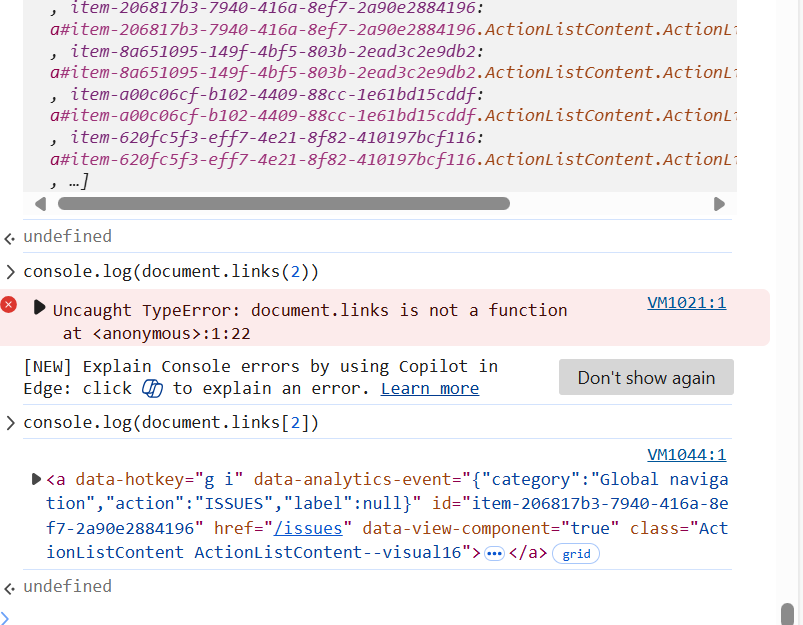 , item-206817b3-7940-416a-8ef7-2a90e2884196:
a#item-206817b3-7940-416a-8ef7-2a90e2884196.ActionListContent.ActionLi
, item-8a651095-149f-4bf5-803b-2ead3c2e9db2:
a#item-8a651095-149f-4bf5-803b-2ead3c2e9db2.ActionListContent.ActionLi
, item-a00c06cf-b102-4409-88cc-1e61bd15cddf:
a#item-a00c06cf-b102-4409-88cc-1e61bd15cddf.ActionListContent.ActionLi
, item-620fc5f3-eff7-4e21-8f82-410197bcf116:
a#item-620fc5f3-eff7-4e21-8f82-410197bcf116.ActionListContent.ActionLi
, …]
undefined
console.log(document.links(2))
Uncaught TypeError: document.links is not a function VM1021:1
at <anonymous>:1:22
[NEW] Explain Console errors by using Copilot in
Edge: click to explain an error. Learn more
Don't show again
console.log(document.links[2])
VM1044:1
<a data-hotkey="g i" data-analytics-event="{"category":"Global naviga
tion","action":"ISSUES","label":null}" id="item-206817b3-7940-416a-8e
f7-2a90e2884196" href="/issues" data-view-component="true" class="Act
ionListContent ActionListContent--visual16">…</a> grid
undefined